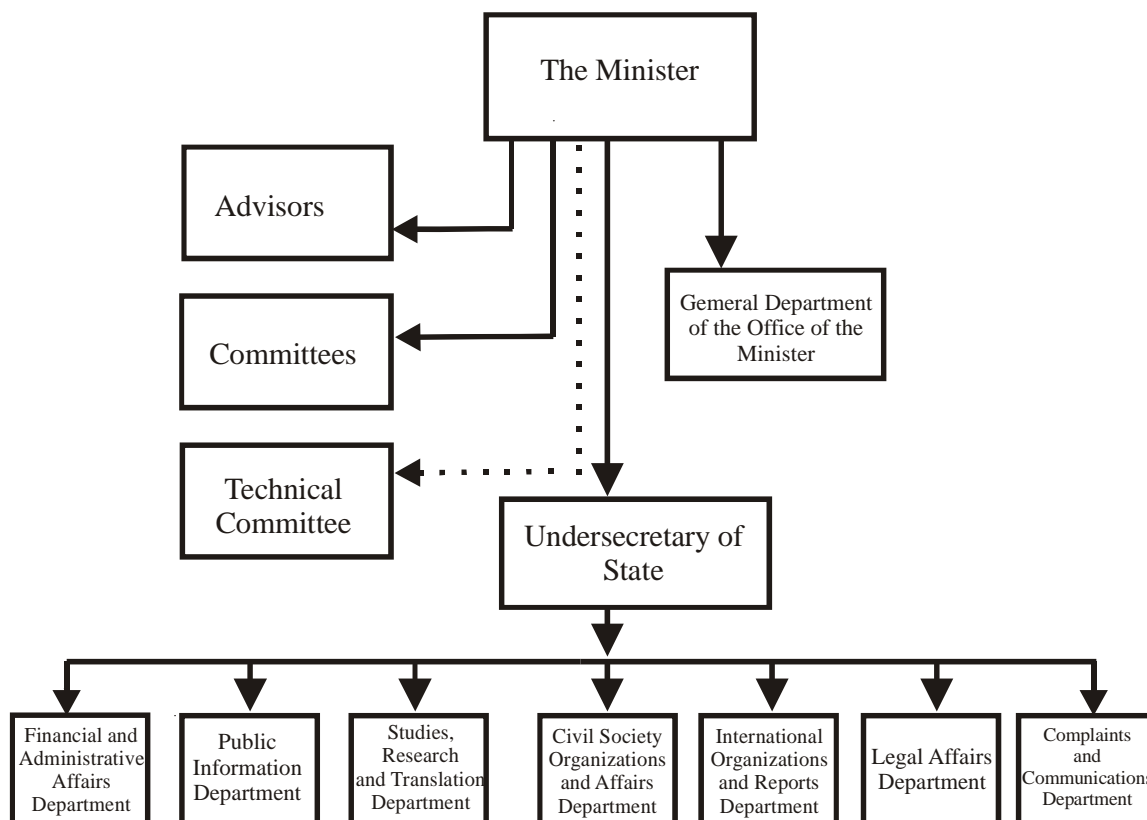 The Minister
Advisors
Gemeral Department
of the Office of the
Minister
Committees
Technical
Committee
Undersecretary of
State
Financial and
Administrative
Affairs
Department
Public
Information
Department
Studies,
Research
and Translation
Department
Civil Society
Organizations
and Affairs
Department
International
Organizations
and Reports
Department
Legal Affairs
Department
Complaints
and
Communications
Department